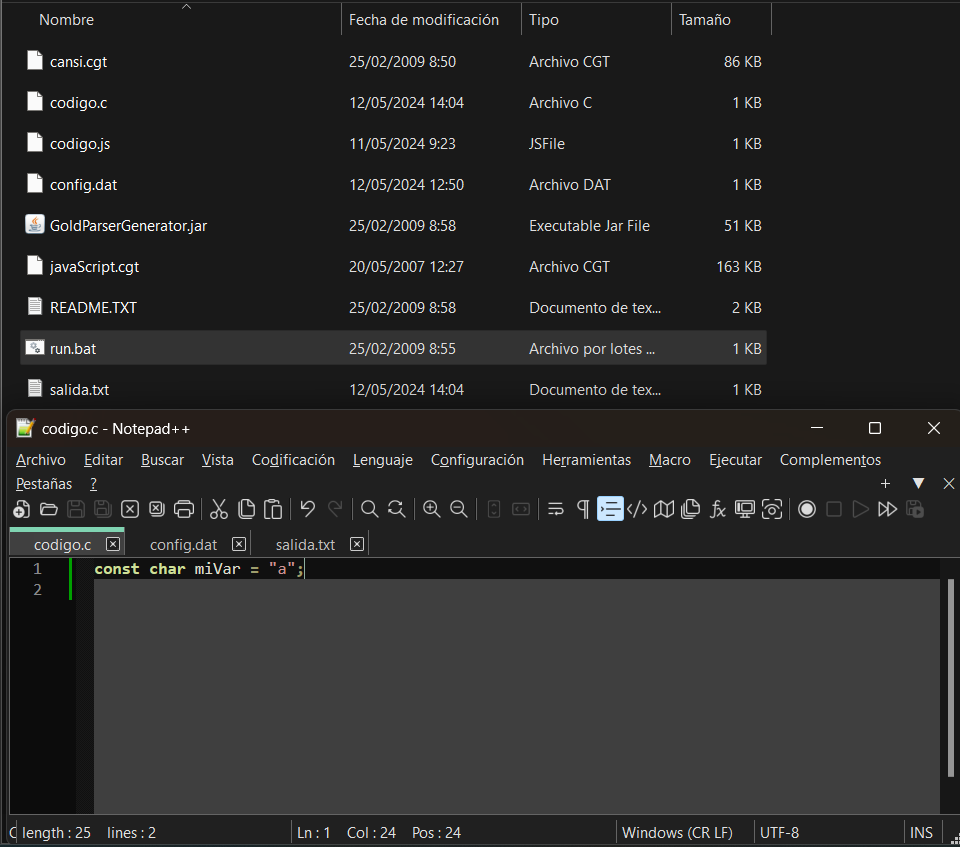 Nombre Fecha de modificación Tipo Tamaño
cansi.cgt 25/02/2009 8:50 Archivo CGT 86 KB
codigo.c 12/05/2024 14:04 Archivo C 1 KB
codigo.js 11/05/2024 9:23 JSFile 1 KB
config.dat 12/05/2024 12:50 Archivo DAT 1 KB
GoldParserGenerator.jar 25/02/2009 8:58 Executable Jar File 51 KB
javaScript.cgt 20/05/2007 12:27 Archivo CGT 163 KB
README.TXT 25/02/2009 8:58 Documento de tex... 2 KB
run.bat 25/02/2009 8:55 Archivo por lotes ... 1 KB
salida.txt 12/05/2024 14:04 Documento de tex... 1 KB
codigo.c - Notepad++
Archivo Editar Buscar Vista Codificación Lenguaje Configuración Herramientas Macro Ejecutar Complementos
Pestañas ?
codigo.c config.dat salida.txt
1 const char miVar = "a";
2
C length : 25 lines : 2 Ln : 1 Col : 24 Pos : 24 Windows (CR LF) UTF-8 INS